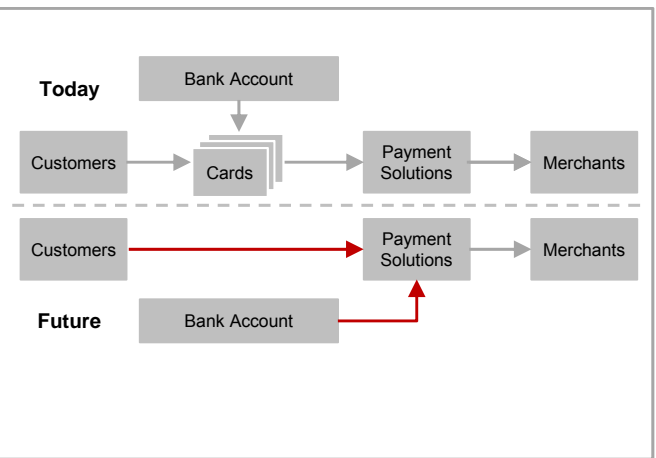 Today
Bank Account
Customers
Cards
Payment
Solutions
Merchants
Customers
Payment
Solutions
Merchants
Future
Bank Account